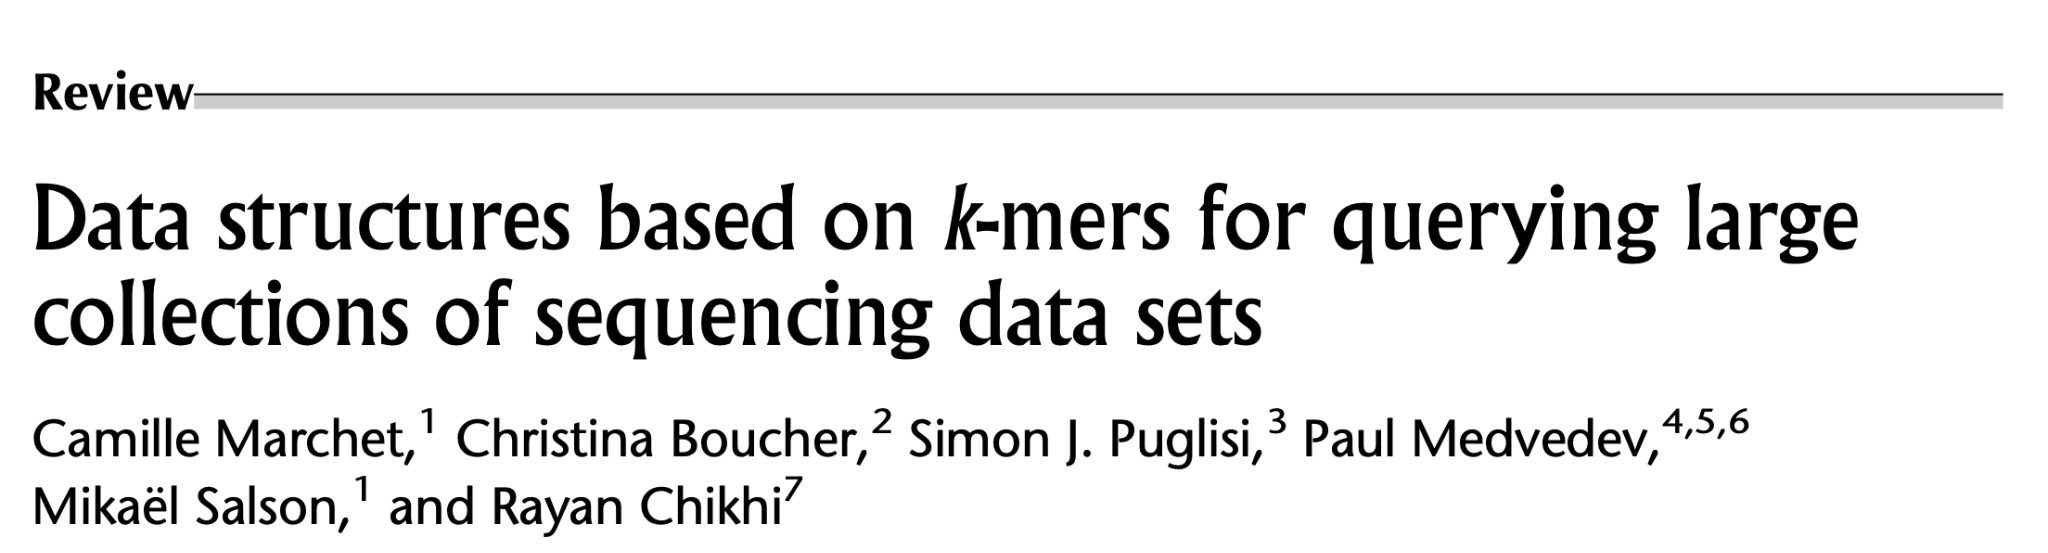 Review
Data structures based on k-mers for querying large
collections of sequencing data sets
Camille Marchet,1 Christina Boucher,2 Simon J. Puglisi,3 Paul Medvedev,4,5,6
Mikaël Salson,1 and Rayan Chikhi7